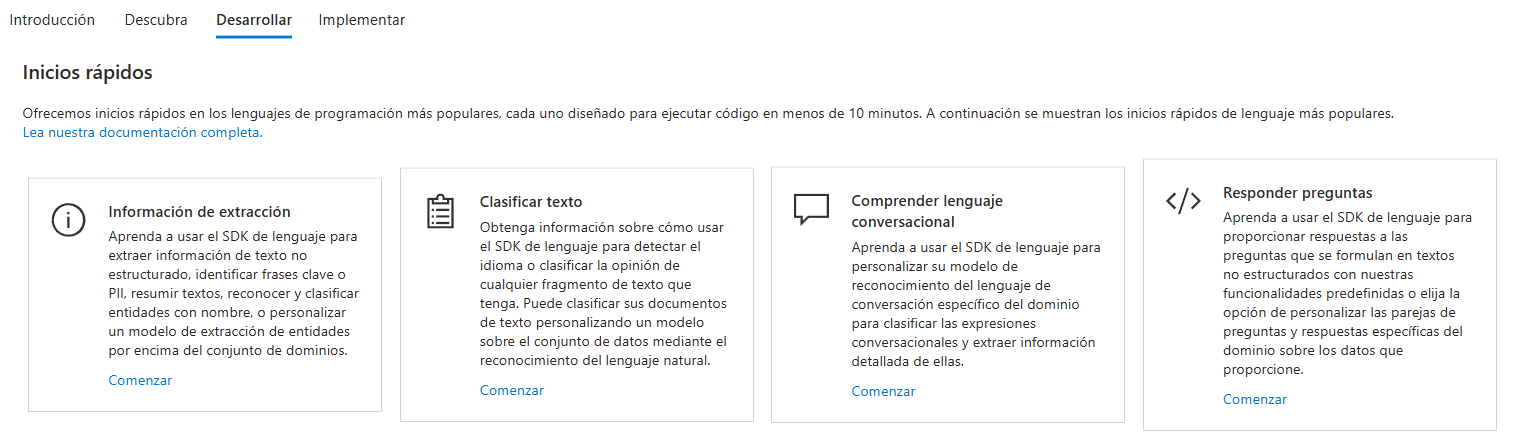 Introducción
Descubra
Desarrollar
Implementar
Inicios rápidos
Ofrecemos inicios rápidos en los lenguajes de programación más populares, cada uno diseñado para ejecutar código en menos de 10 minutos. A continuación se muestran los inicios rápidos de lenguaje más populares.
Lea nuestra documentación completa.
Información de extracción
Aprenda a usar el SDK de lenguaje para
extraer información de texto no
estructurado, identificar frases clave o
PII, resumir textos, reconocer y clasificar
entidades con nombre, o personalizar
un modelo de extracción de entidades
por encima del conjunto de dominios.
Comenzar
Clasificar texto
Obtenga información sobre cómo usar
el SDK de lenguaje para detectar el
idioma o clasificar la opinión de
cualquier fragmento de texto que
tenga. Puede clasificar sus documentos
de texto personalizando un modelo
sobre el conjunto de datos mediante el
reconocimiento del lenguaje natural.
Comenzar
Comprender lenguaje
conversacional
Aprenda a usar el SDK de lenguaje para
personalizar su modelo de
reconocimiento del lenguaje de
conversación específico del dominio
para clasificar las expresiones
conversacionales y extraer información
detallada de ellas.
Comenzar
Responder preguntas
Aprenda a usar el SDK de lenguaje para
proporcionar respuestas a las
preguntas que se formulan en textos
no estructurados con nuestras
funcionalidades predefinidas o elija la
opción de personalizar las parejas de
preguntas y respuestas específicas del
dominio sobre los datos que
proporcione.
Comenzar